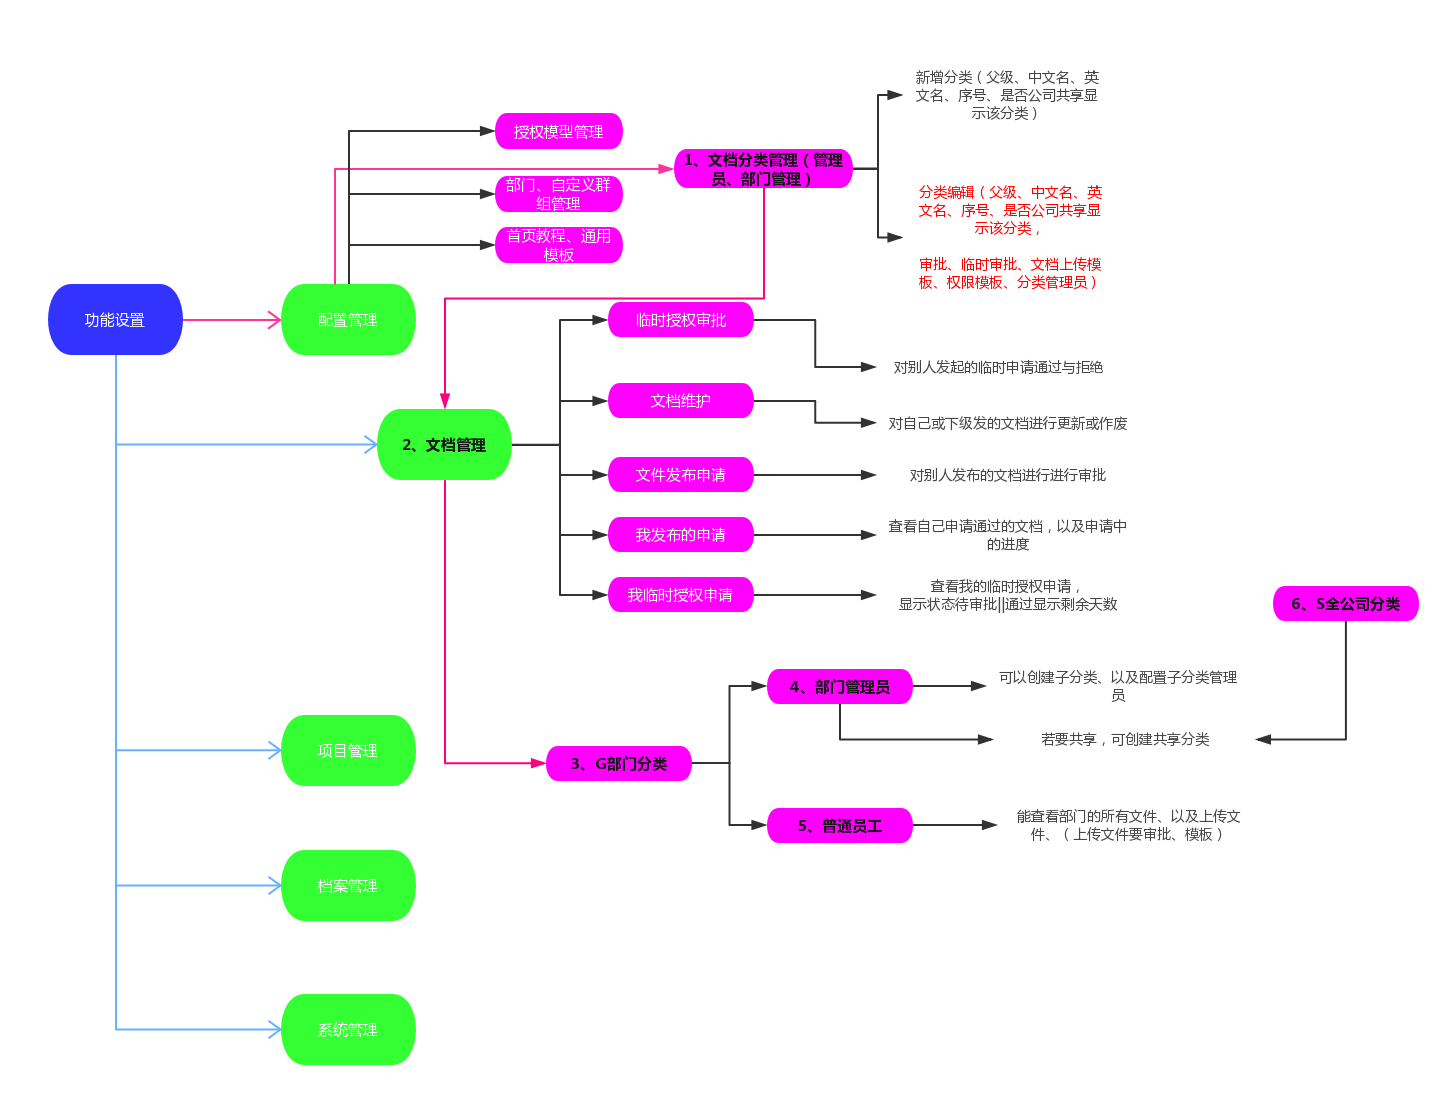 新增分类（父级、中文名、英
文名、序号、是否公司共享显
示该分类）
授权模型管理
1、文档分类管理（管理
员、部门管理）
部门、自定义群
组管理
分类编辑（父级、中文名、英
文名、序号、是否公司共享显
示该分类，
审批、临时审批、文档上传模
板、权限模板、分类管理员）
首页教程、通用
模板
功能设置
配置管理
临时授权审批
对别人发起的临时申请通过与拒绝
文档维护
对自己或下级发的文档进行更新或作废
2、文档管理
文件发布申请
对别人发布的文档进行进行审批
我发布的申请
查看自己申请通过的文档，以及申请中
的进度
我临时授权申请
查看我的临时授权申请，
显示状态待审批||通过显示剩余天数
6、S全公司分类
4、部门管理员
可以创建子分类、以及配置子分类管理
员
若要共享，可创建共享分类
项目管理
3、G部门分类
5、普通员工
能查看部门的所有文件、以及上传文
件、（上传文件要审批、模板）
档案管理
系统管理